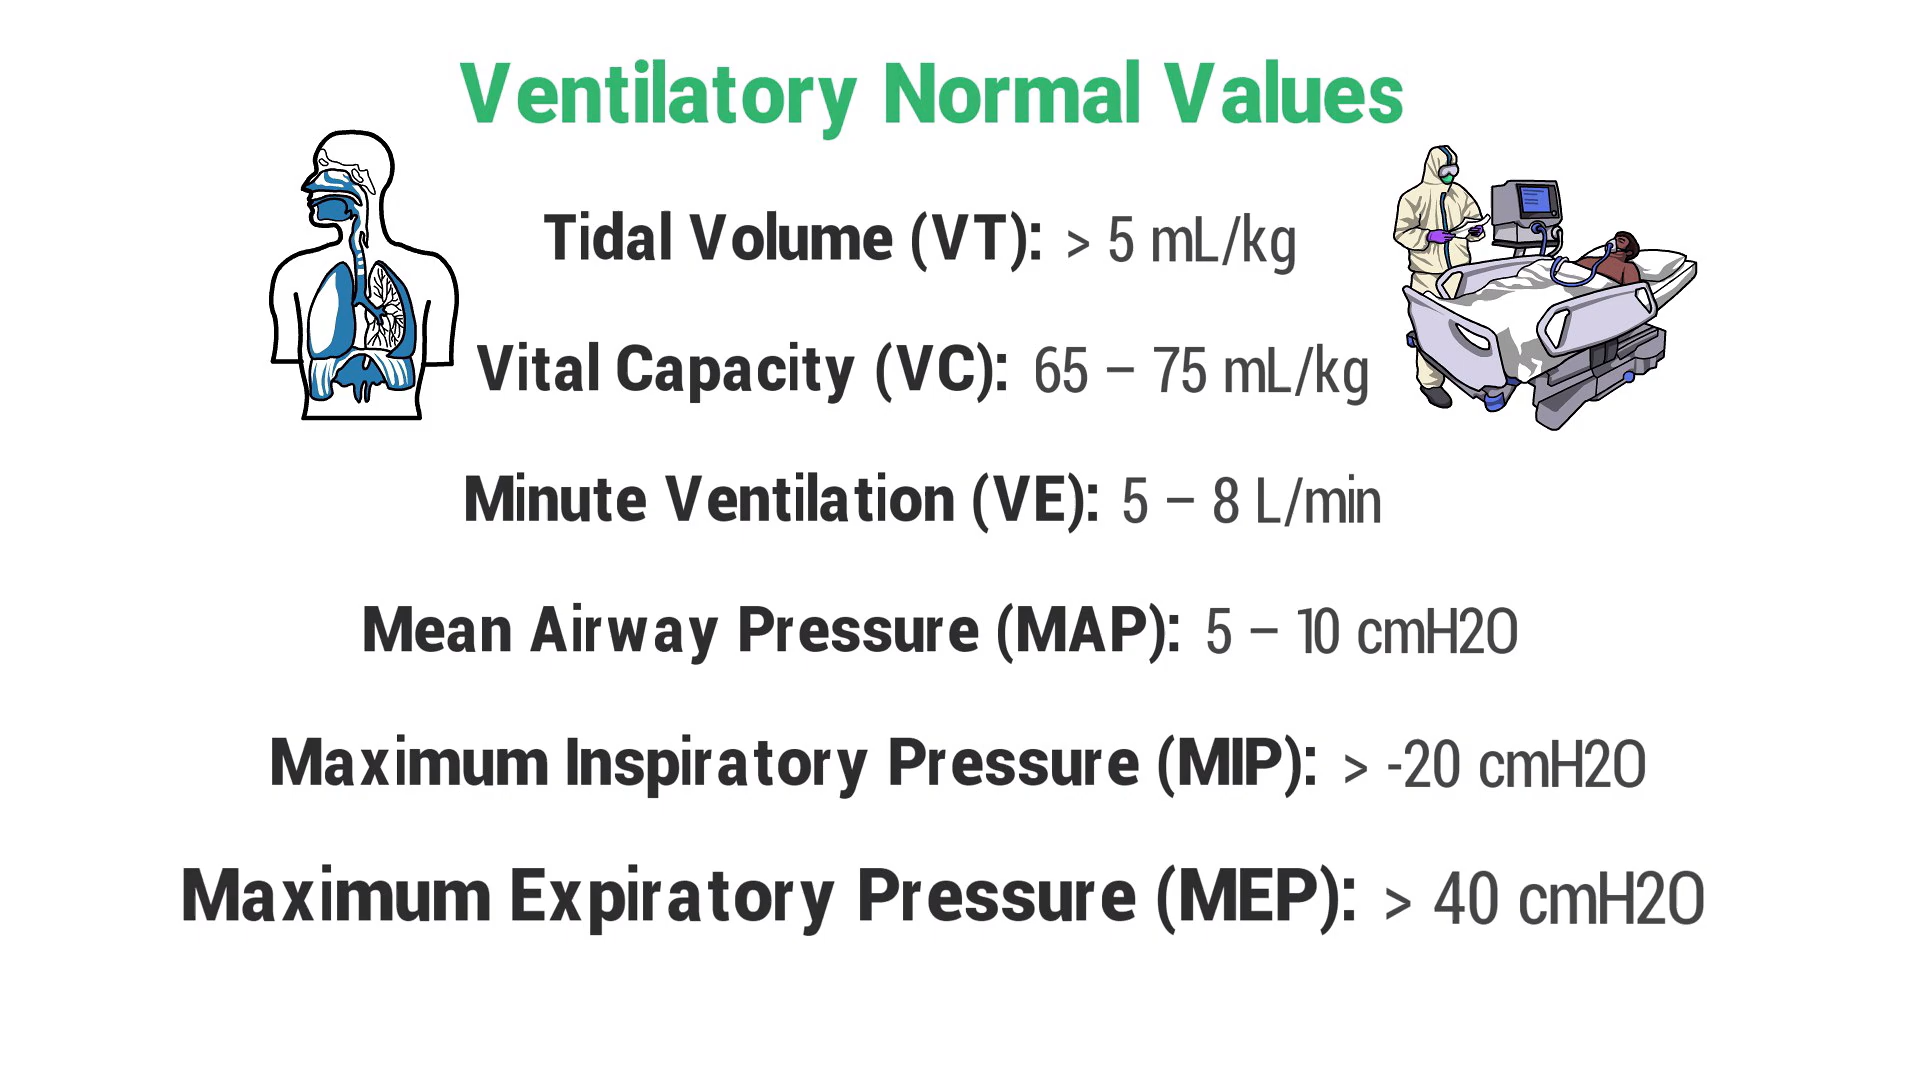 Ventilatory Normal Values
Tidal Volume (VT): > 5 mL/kg
Vital Capacity (VC): 65 – 75 mL/kg
Minute Ventilation (VE): 5 – 8 L/min
Mean Airway Pressure (MAP): 5 – 10 cmH2O
Maximum Inspiratory Pressure (MIP): > -20 cmH2O
Maximum Expiratory Pressure (MEP): > 40 cmH2O